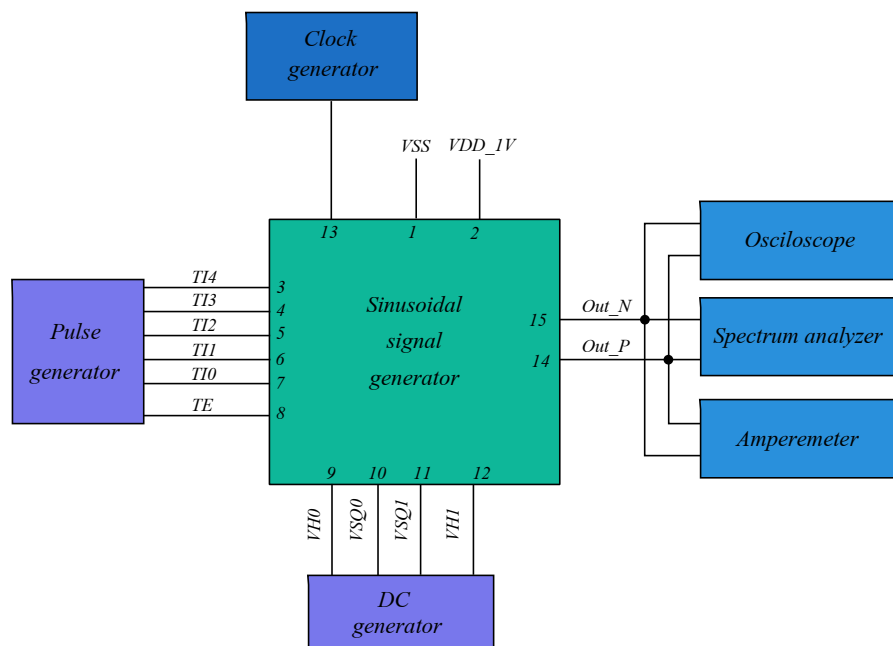 Clock
generator
VSS VDD_1V
13 1 2
Pulse
generator
TI4
TI3
TI2
TI1
TI0
TE
3
4
5
6
7
8
Sinusoidal
signal
generator
15
14
Out_N
Out_P
Osciloscope
Spectrum analyzer
Amperemeter
9 10 11 12
VH0
VSQ0
VSQ1
VH1
DC
generator